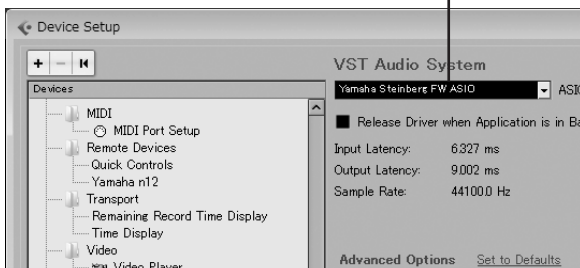 Device Setup
+ -
Devices
MIDI
MIDI Port Setup
Remote Devices
Quick Controls
Yamaha n12
Transport
Remaining Record Time Display
Time Display
Video
Video Player
VST Audio System
Yamaha Steinberg FW ASIO
ASIO
Release Driver when Application is in Ba
Input Latency: 6.327 ms
Output Latency: 9.002 ms
Sample Rate: 44100.0 Hz
Advanced Options Set to Defaults